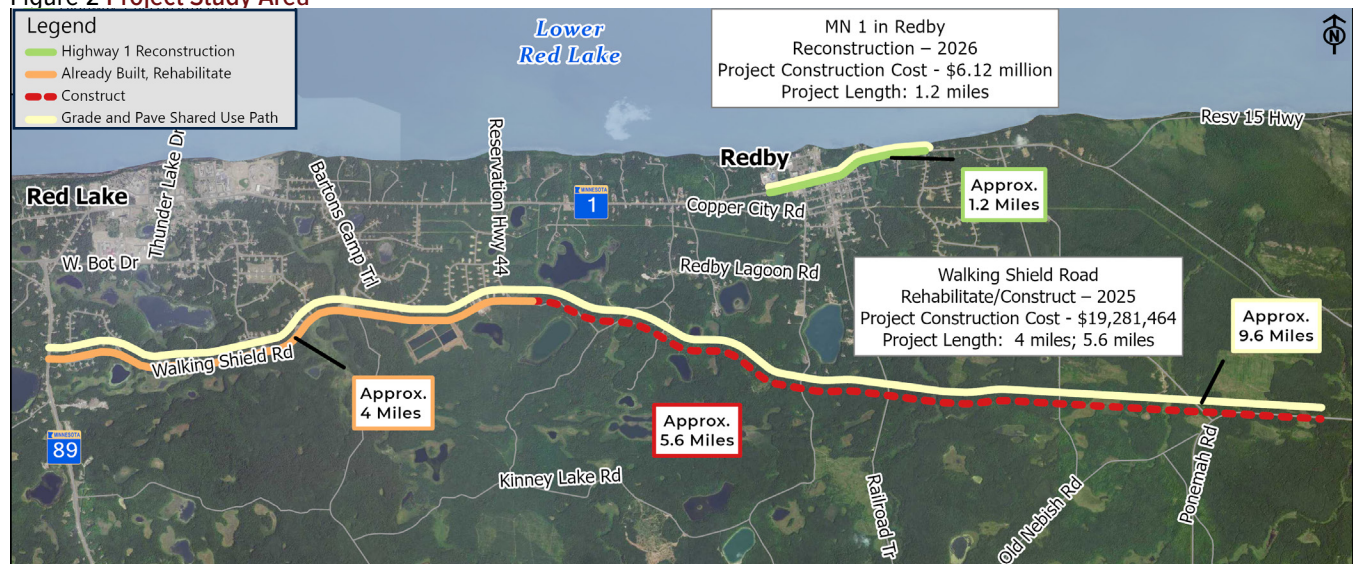 Figure 2 Project Study Area
Legend
Highway 1 Reconstruction
Already Built, Rehabilitate
Construct
Grade and Pave Shared Use Path
Lower
Red Lake
MN 1 in Redby
Reconstruction – 2026
Project Construction Cost - $6.12 million
Project Length: 1.2 miles
N
Resv 15 Hwy
Red Lake
Thunder Lake Dr
Bartons Camp Trl
Reservation Hwy 44
MINNESOTA
1
Redby
Copper City Rd
Approx.
1.2 Miles
W. Bot Dr
Redby Lagoon Rd
Walking Shield Road
Rehabilitate/Construct – 2025
Project Construction Cost - $19,281,464
Project Length: 4 miles; 5.6 miles
Approx.
9.6 Miles
Walking Shield Rd
Approx.
4 Miles
Approx.
5.6 Miles
MINNESOTA
89
Kinney Lake Rd
Railroad Tr
Old Nebish Rd
Ponemah Rd